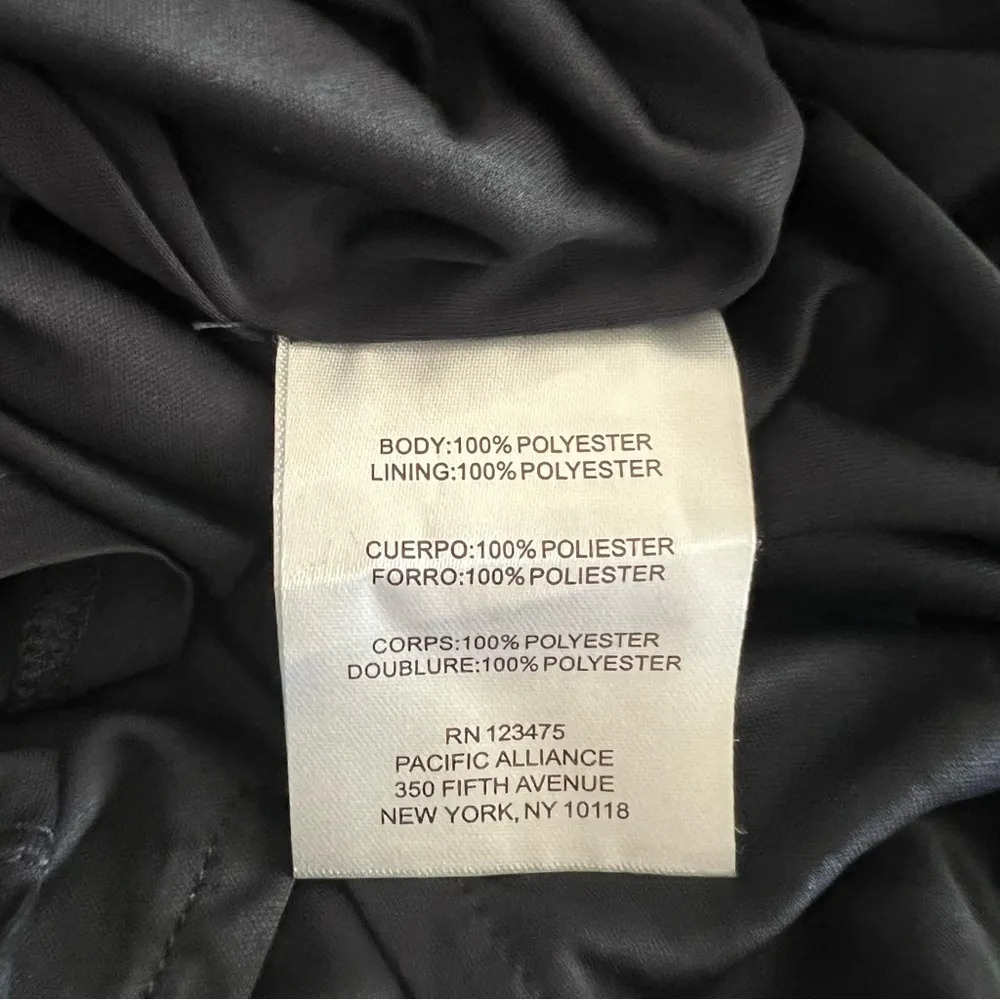 BODY:100% POLYESTER
LINING:100% POLYESTER
CUERPO:100% POLIESTER
FORRO:100% POLIESTER
CORPS:100% POLYESTER
DOUBLURE:100% POLYESTER
RN 123475
PACIFIC ALLIANCE
350 FIFTH AVENUE
NEW YORK, NY 10118